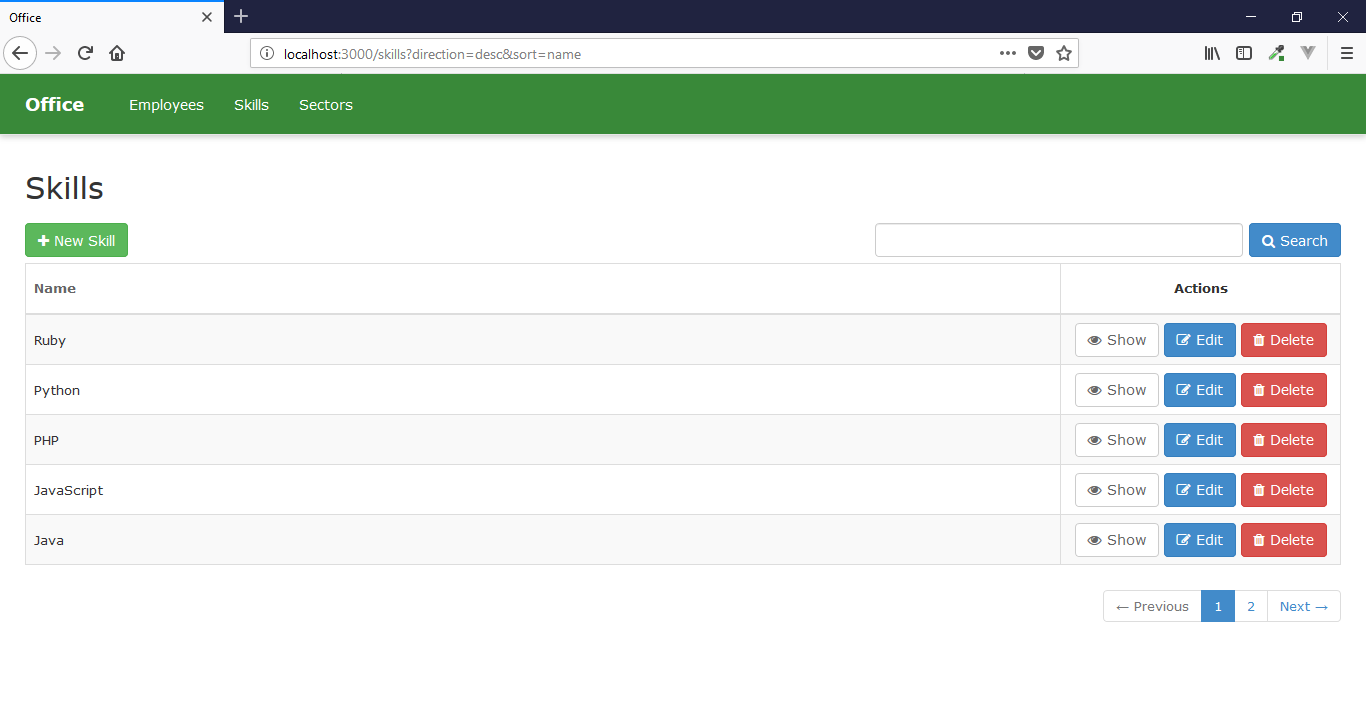 Office
localhost:3000/skills?direction=desc&sort=name
Office Employees Skills Sectors
Skills
New Skill Search
Name Actions
Ruby Show Edit Delete
Python Show Edit Delete
PHP Show Edit Delete
JavaScript Show Edit Delete
Java Show Edit Delete
← Previous 1 2 Next →